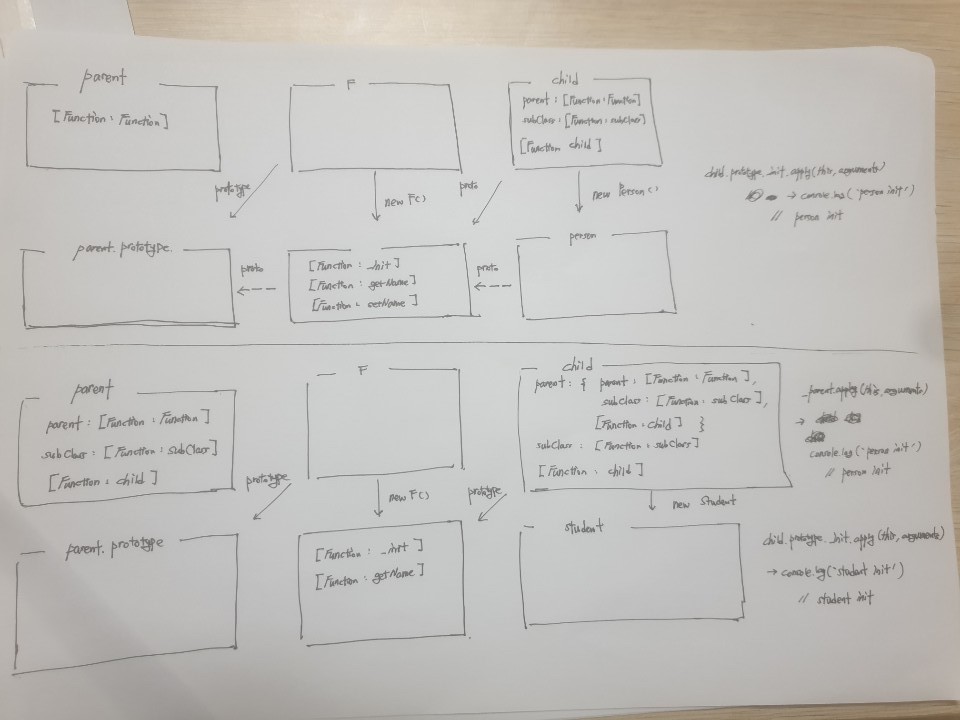 parent
[Function : Function]
F
child
parent : [Function : Function]
subClass : [Function : subClass]
[Function child]
prototype
new F()
proto
new Person()
child.prototype._init.apply(this, arguments)
→ console.log('person init')
// person init
parent.prototype.
proto
[Function : _init]
[Function : getName]
[Function : setName]
proto
person
parent
parent : [Function : Function]
subClass : [Function : subClass]
[Function : child]
F
child
parent : { parent : [Function : Function],
subClass : [Function : subClass],
[Function : child] }
subClass : [Function : subClass]
[Function : child]
_parent.apply(this, arguments)
→
console.log('person init')
// person init
prototype
new F()
prototype
new Student
parent.prototype
[Function : _init]
[Function : getName]
student
child.prototype._init.apply(this, arguments)
→ console.log('student init')
// student init